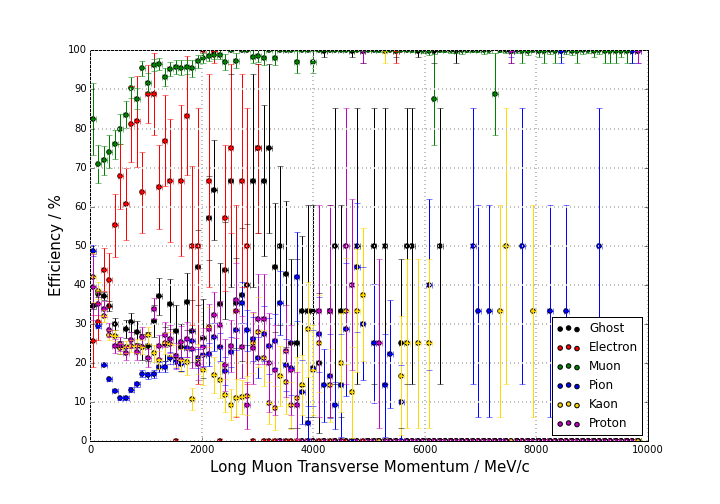 100
90
80
70
60
50
40
30
20
10
0
Efficiency / %
Ghost
Electron
Muon
Pion
Kaon
Proton
0 2000 4000 6000 8000 10000
Long Muon Transverse Momentum / MeV/c